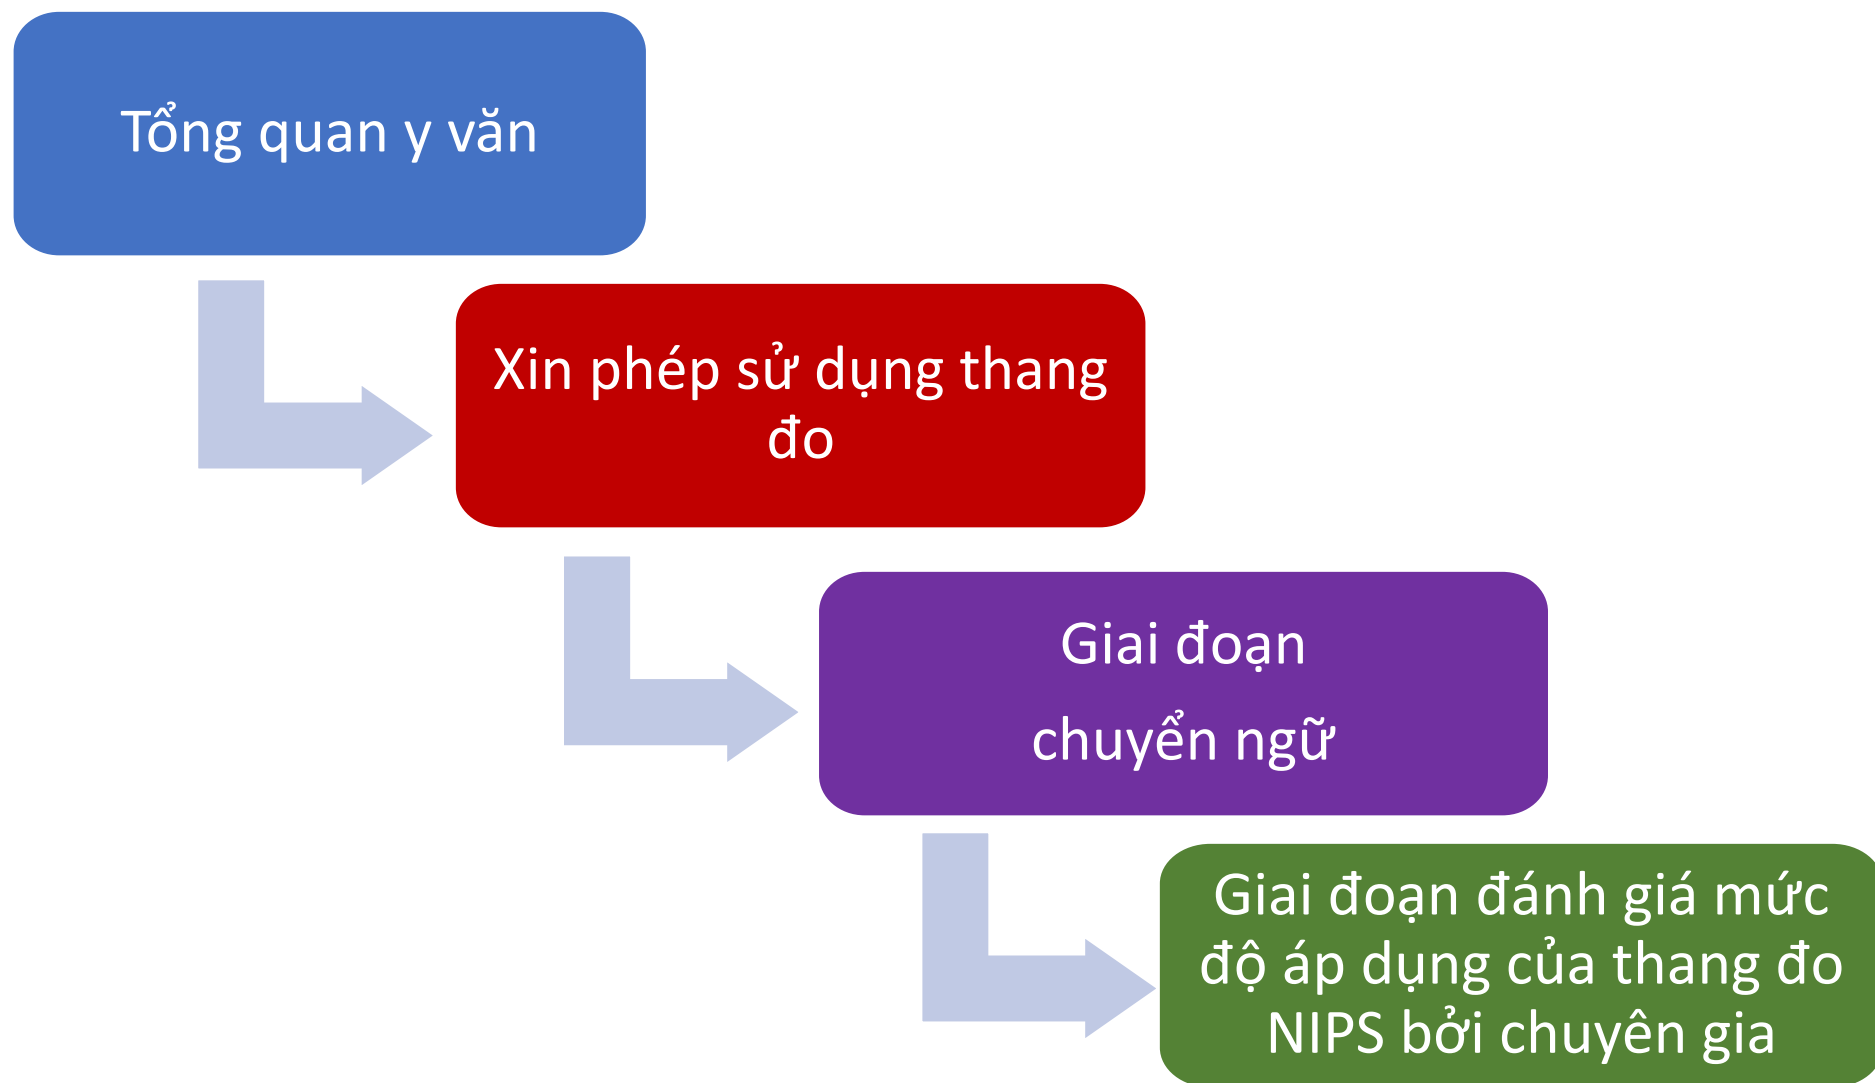 Tổng quan y văn
Xin phép sử dụng thang
đo
Giai đoạn
chuyển ngữ
Giai đoạn đánh giá mức
độ áp dụng của thang đo
NIPS bởi chuyên gia